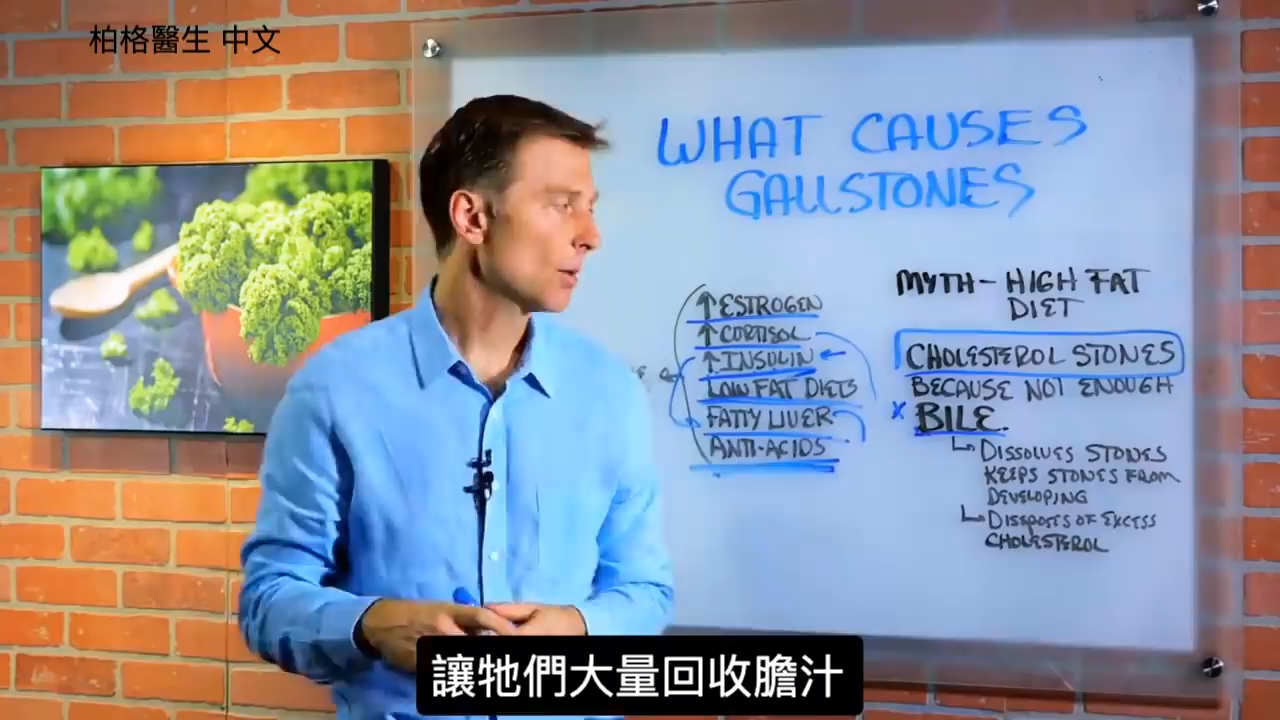 柏格醫生 中文
WHAT CAUSES
GALLSTONES
↑ ESTROGEN
↑ CORTISOL
↑ INSULIN ←
LOW FAT DIETS
FATTY LIVER
ANTI-ACIDS
MYTH - HIGH FAT
DIET
CHOLESTEROL STONES
BECAUSE NOT ENOUGH
x BILE.
↳ DISSOLVES STONES
KEEPS STONES FROM
DEVELOPING
↳ DISPOSES OF EXCESS
CHOLESTEROL
讓牠們大量回收膽汁